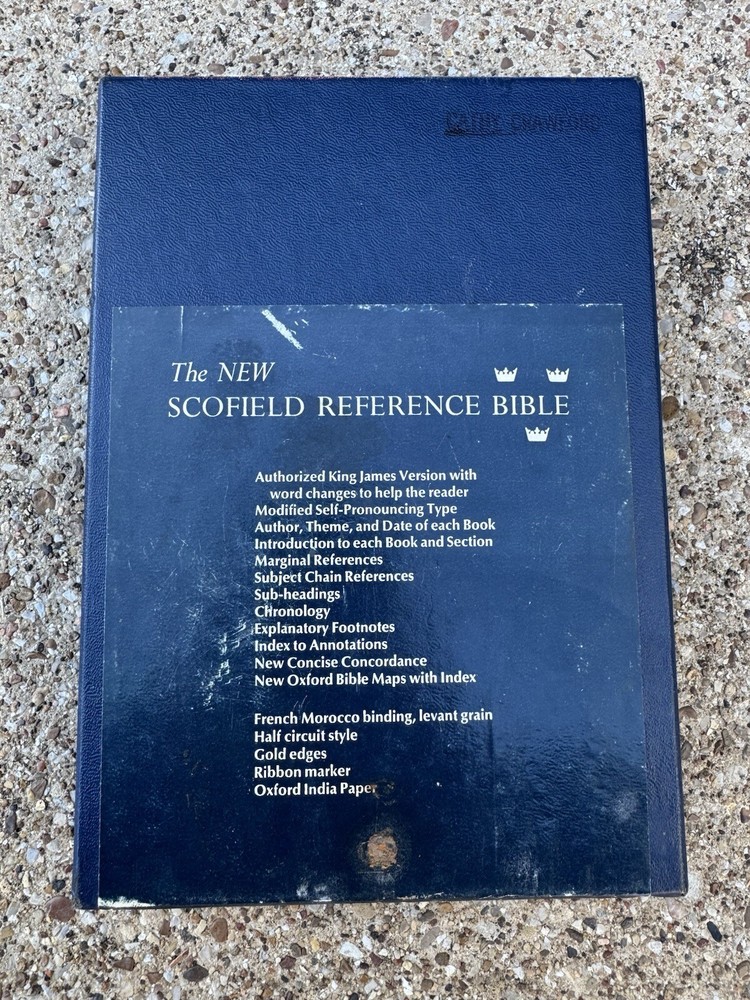 CATHY CRAWFORD
The NEW
SCOFIELD REFERENCE BIBLE
Authorized King James Version with
word changes to help the reader
Modified Self-Pronouncing Type
Author, Theme, and Date of each Book
Introduction to each Book and Section
Marginal References
Subject Chain References
Sub-headings
Chronology
Explanatory Footnotes
Index to Annotations
New Concise Concordance
New Oxford Bible Maps with Index
French Morocco binding, levant grain
Half circuit style
Gold edges
Ribbon marker
Oxford India Paper